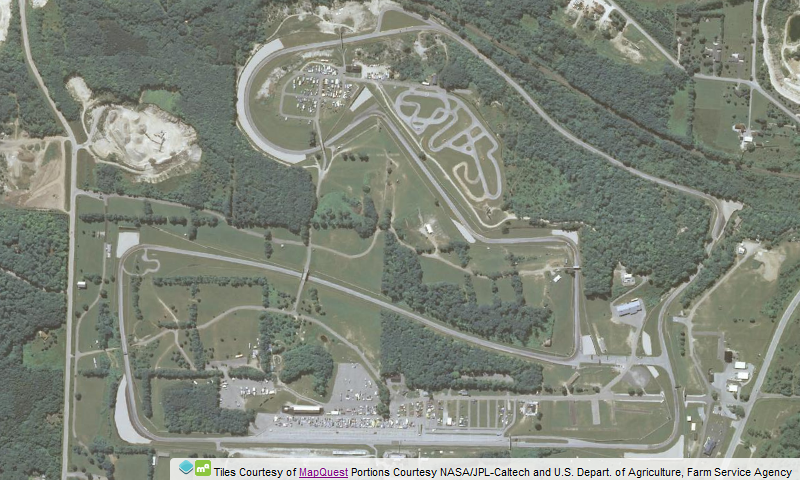 Tiles Courtesy of MapQuest Portions Courtesy NASA/JPL-Caltech and U.S. Depart. of Agriculture, Farm Service Agency